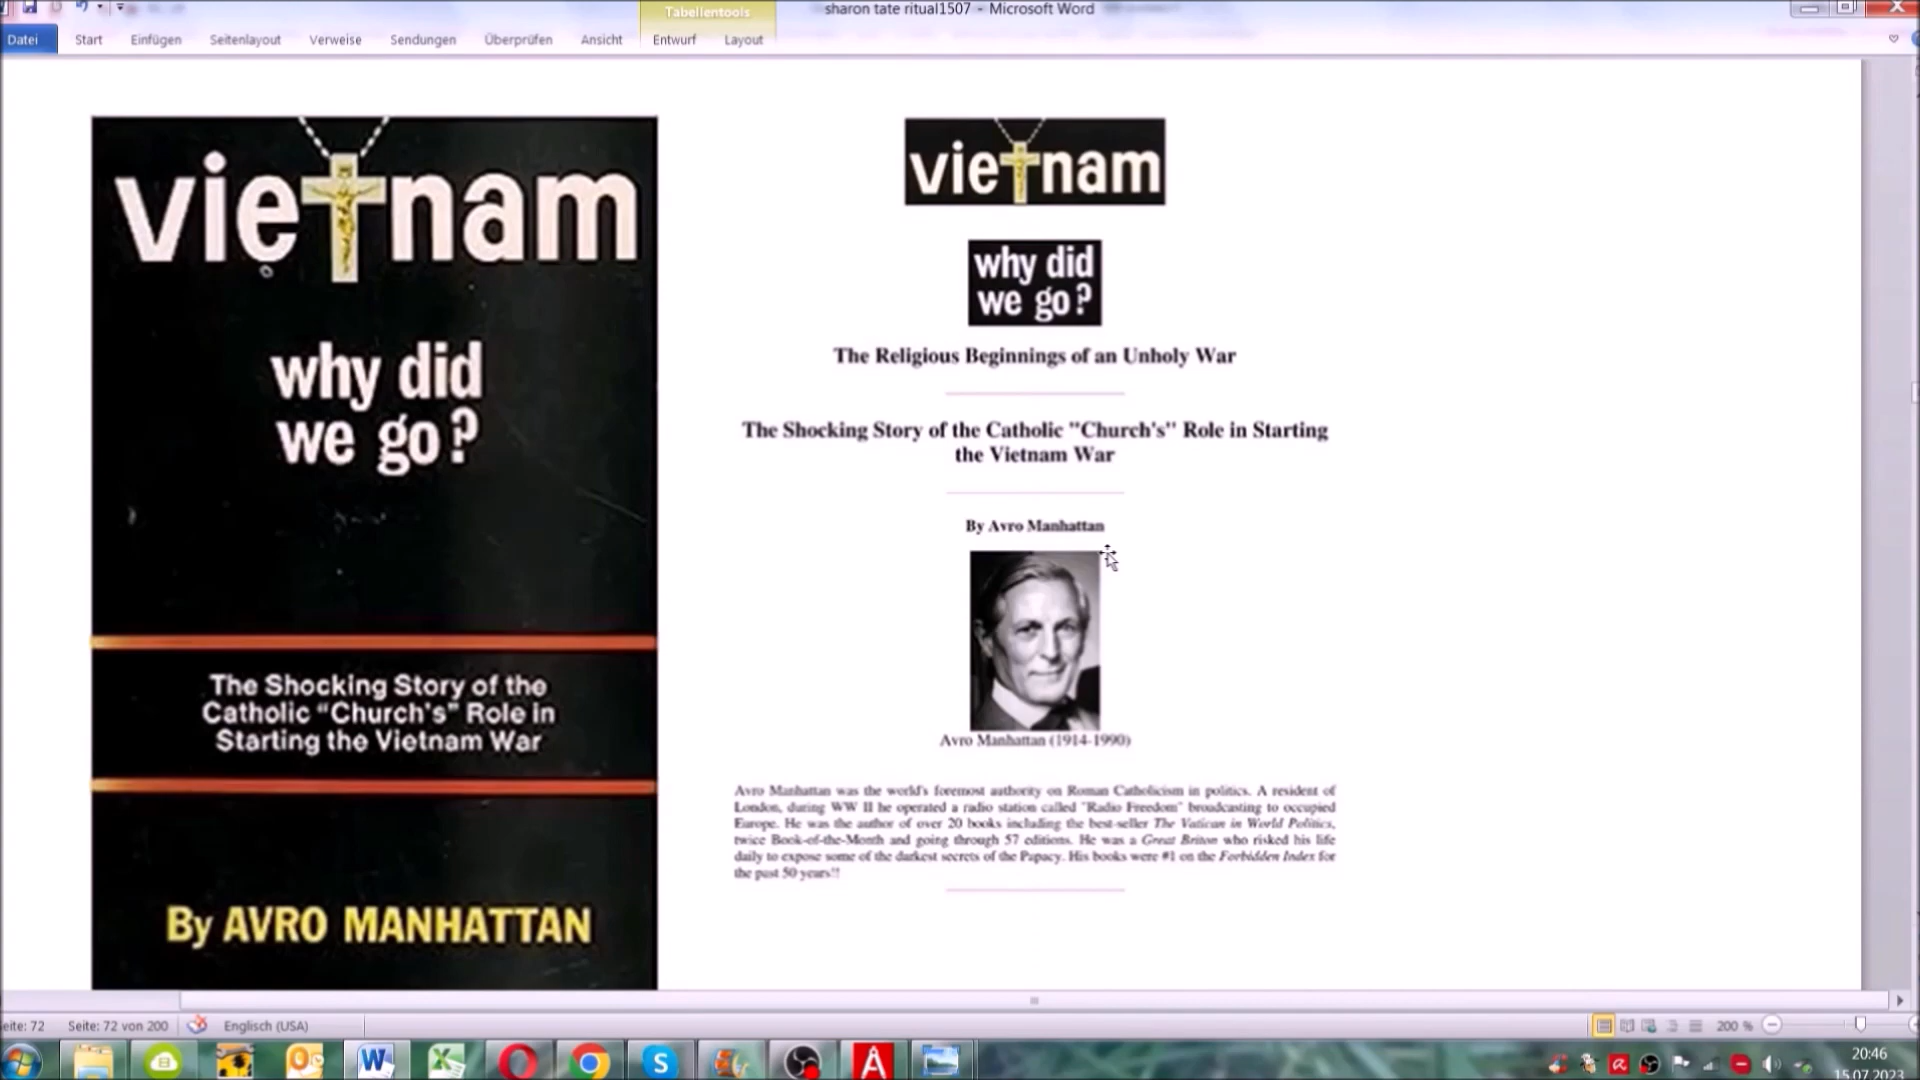 Tabellentools
sharon tate ritual1507 - Microsoft Word
Datei
Start
Einfügen
Seitenlayout
Verweise
Sendungen
Überprüfen
Ansicht
Entwurf
Layout
vietnam
why did
we go?
The Shocking Story of the
Catholic "Church's" Role in
Starting the Vietnam War
By AVRO MANHATTAN
vietnam
why did
we go?
The Religious Beginnings of an Unholy War
The Shocking Story of the Catholic "Church's" Role in Starting
the Vietnam War
By Avro Manhattan
Avro Manhattan (1914-1990)
Avro Manhattan was the world's foremost authority on Roman Catholicism in politics. A resident of
London, during WW II he operated a radio station called "Radio Freedom" broadcasting to occupied
Europe. He was the author of over 20 books including the best-seller The Vatican in World Politics,
twice Book-of-the-Month and going through 57 editions. He was a Great Briton who risked his life
daily to expose some of the darkest secrets of the Papacy. His books were #1 on the Forbidden Index for
the past 50 years!!
eite: 72
Seite: 72 von 200
Englisch (USA)
200 %
20:46
15.07.2023